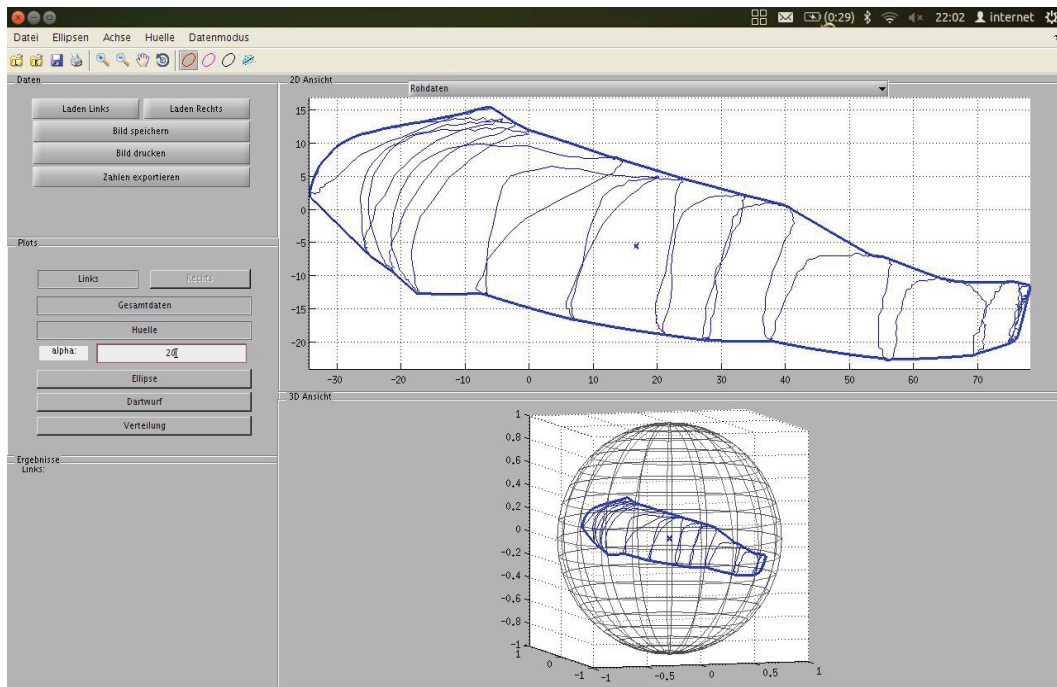 (0:29) 22:02 internet
Datei Ellipsen Achse Huelle Datenmodus
Daten
Laden Links Laden Rechts
Bild speichern
Bild drucken
Zahlen exportieren
Plots
Links Rechts
Gesamtdaten
Huelle
alpha: 20
Ellipse
Dartwurf
Verteilung
Ergebnisse
Links:
2D Ansicht
Rohdaten
15
10
5
0
-5
-10
-15
-20
-30 -20 -10 0 10 20 30 40 50 60 70
3D Ansicht
1
0.8
0.6
0.4
0.2
0
-0.2
-0.4
-0.6
-0.8
-1
1 0 -1
-1 -0.5 0 0.5 1